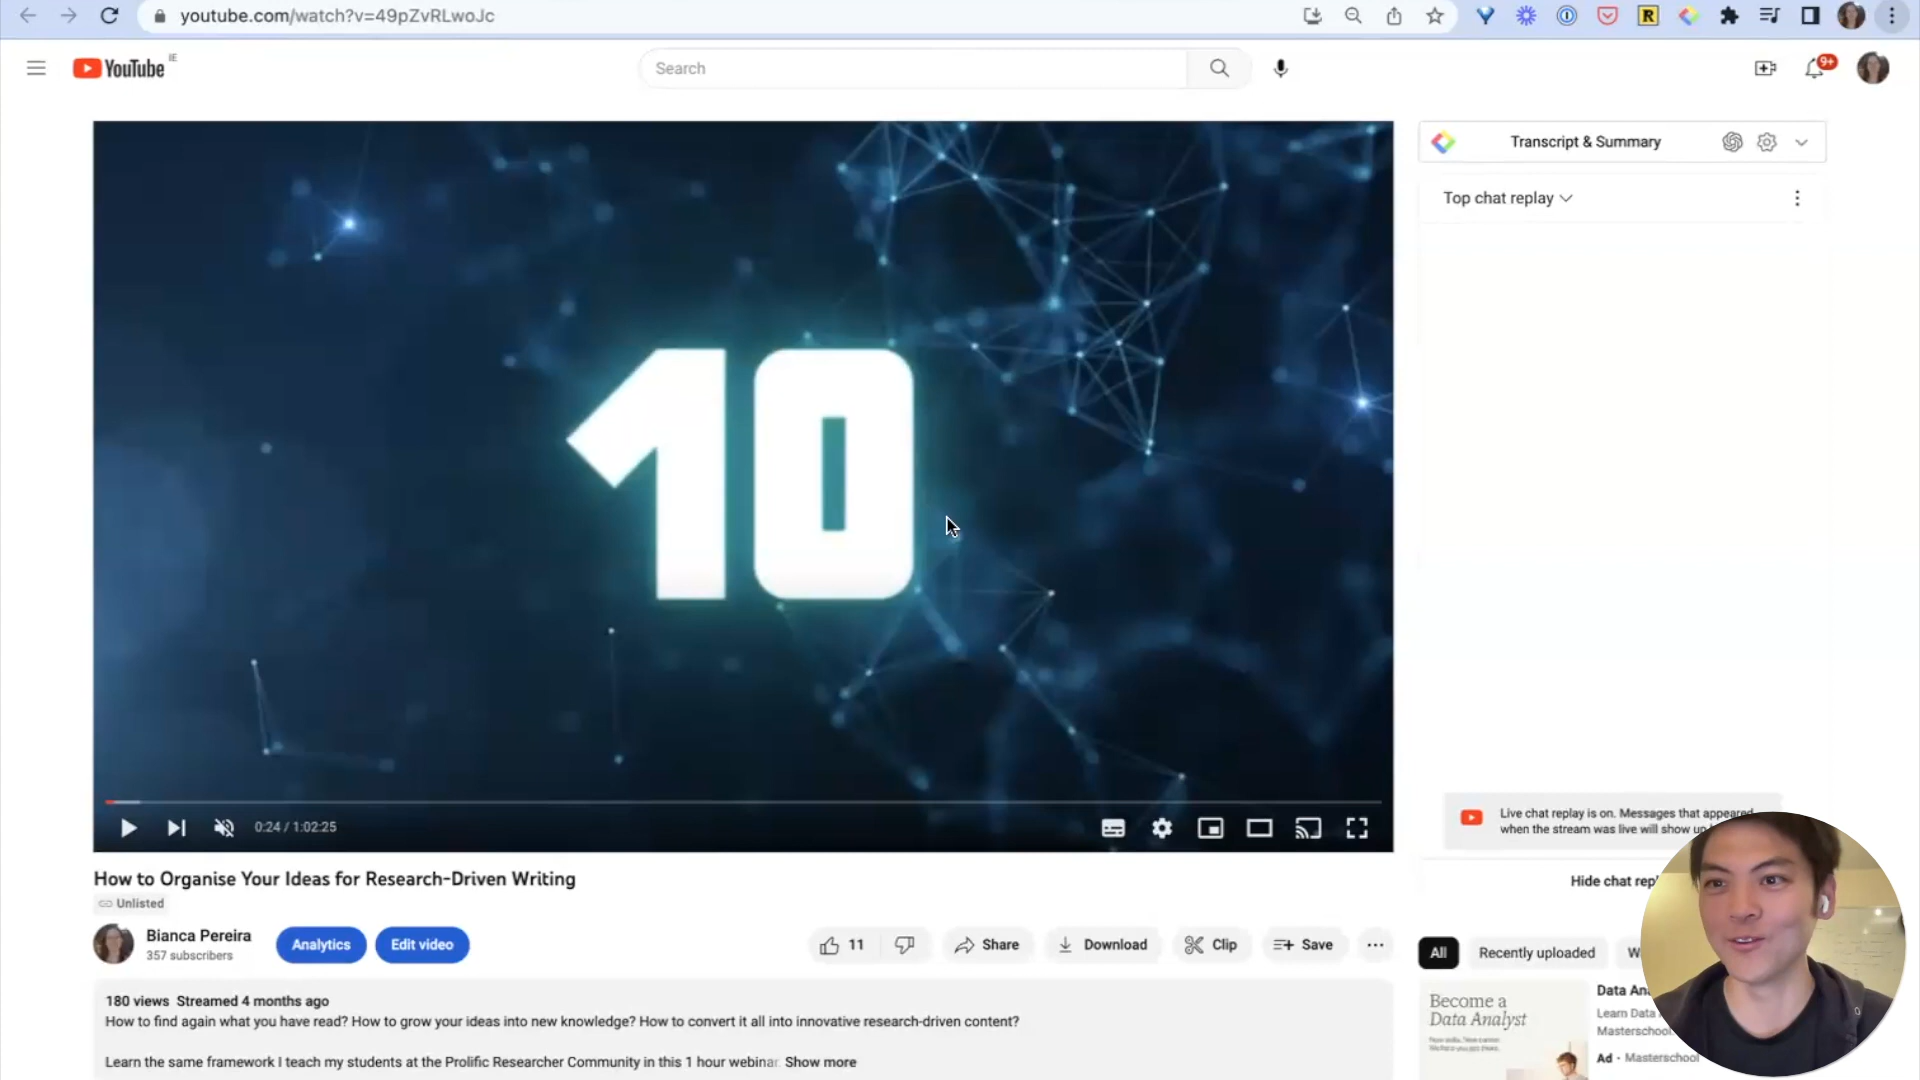 youtube.com/watch?v=49pZvRLwoJc
R
YouTube IE
Search
9+
10
Transcript & Summary
Top chat replay
0:24 / 1:02:25
Live chat replay is on. Messages that appeared
when the stream was live will show up
Hide chat repl
How to Organise Your Ideas for Research-Driven Writing
Unlisted
Bianca Pereira
357 subscribers
Analytics
Edit video
11
Share
Download
Clip
Save
All
Recently uploaded
W
180 views Streamed 4 months ago
How to find again what you have read? How to grow your ideas into new knowledge? How to convert it all into innovative research-driven content?
Learn the same framework I teach my students at the Prolific Researcher Community in this 1 hour webinar. Show more
Become a
Data Analyst
Data Ana
Learn Data
Masterschool
Ad · Masterschool